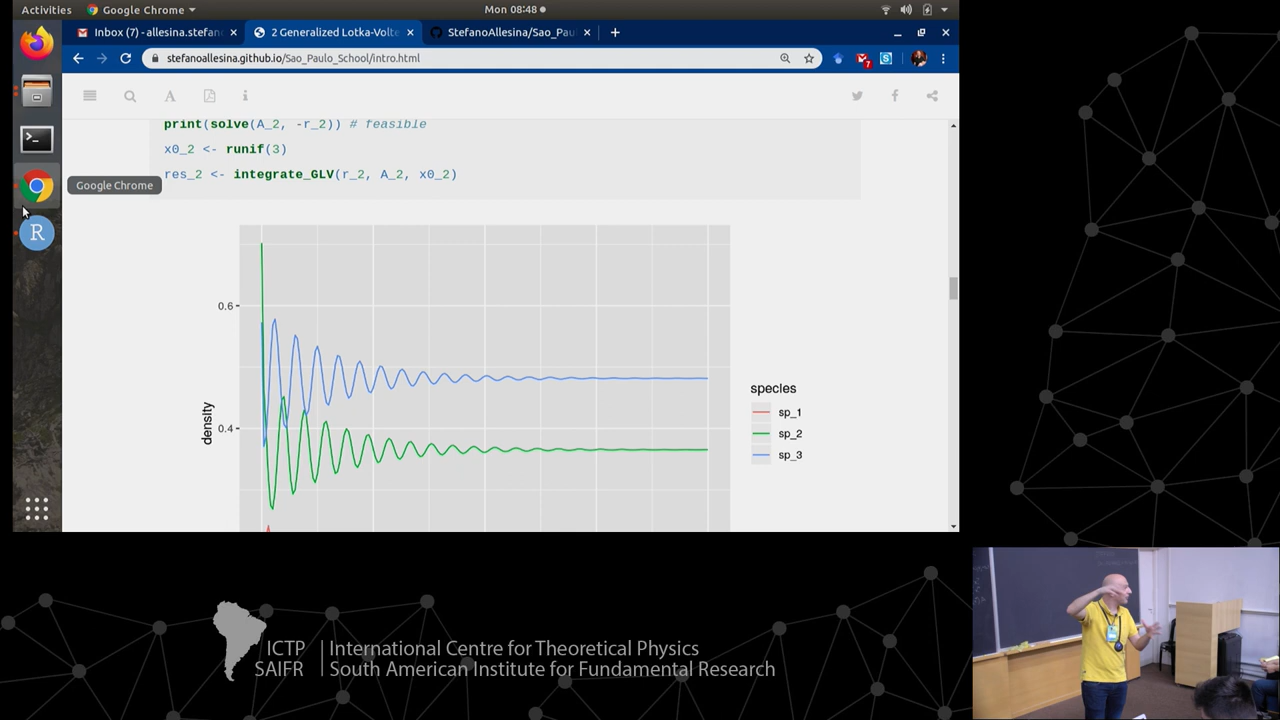 Activities
Google Chrome
Mon 08:48
Inbox (7) - allesina.stefan
2 Generalized Lotka-Volte
StefanoAllesina/Sao_Pau
stefanoallesina.github.io/Sao_Paulo_School/intro.html
7
S
A
i
print(solve(A_2, -r_2)) # feasible
x0_2 <- runif(3)
res_2 <- integrate_GLV(r_2, A_2, x0_2)
Google Chrome
R
0.6
0.4
density
species
sp_1
sp_2
sp_3
ICTP
SAIFR
International Centre for Theoretical Physics
South American Institute for Fundamental Research